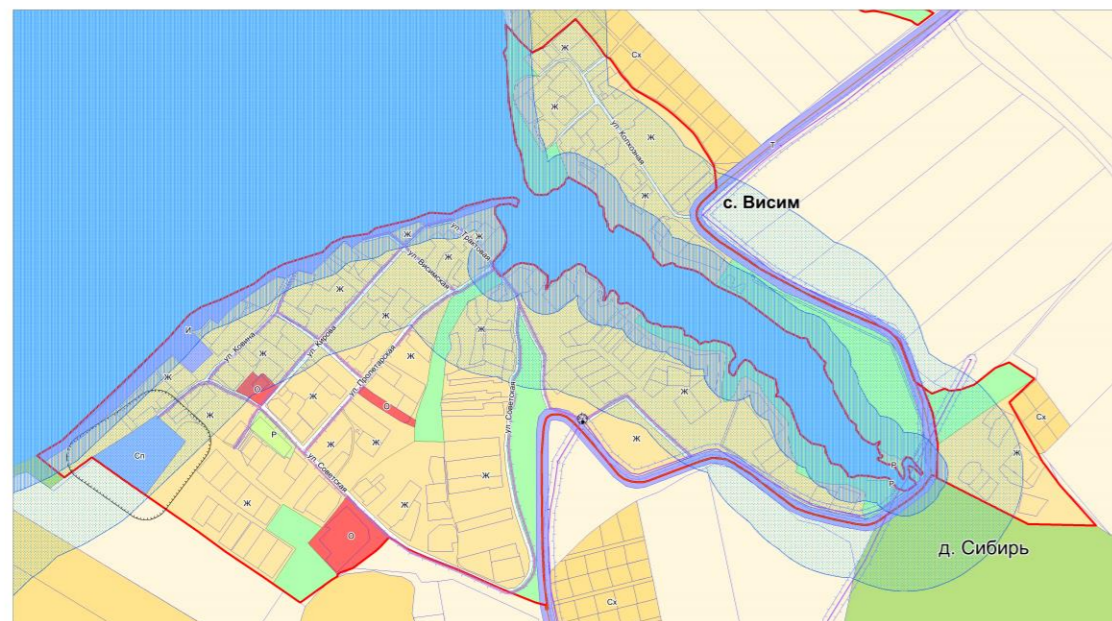 Ж
Сх
Ж
ул. Колхозная
Ж
Т
Ж
с. Висим
Ж
Ж
ул. Трактовая
Ж
ул. Висимская
Ж
И
Ж
ул. Ковина
ул. Кирова
Ж
Ж
Ж
ул. Пролетарская
Ж
Ж
О
Ж
О
ул. Советская
Ж
Р
Ж
Ж
Сх
Ж
Сп
ул. Советская
Ж
Ж
Ж
Ж
О
д. Сибирь
Сх